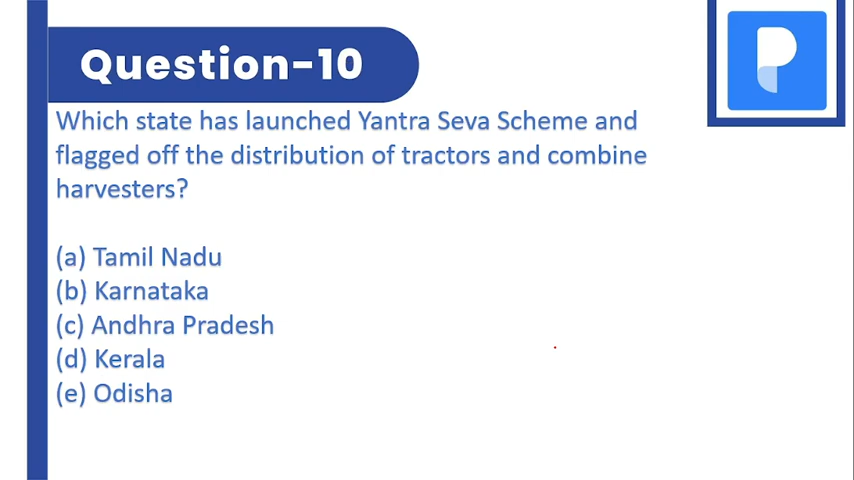 Question-10
Which state has launched Yantra Seva Scheme and
flagged off the distribution of tractors and combine
harvesters?
(a) Tamil Nadu
(b) Karnataka
(c) Andhra Pradesh
(d) Kerala
(e) Odisha